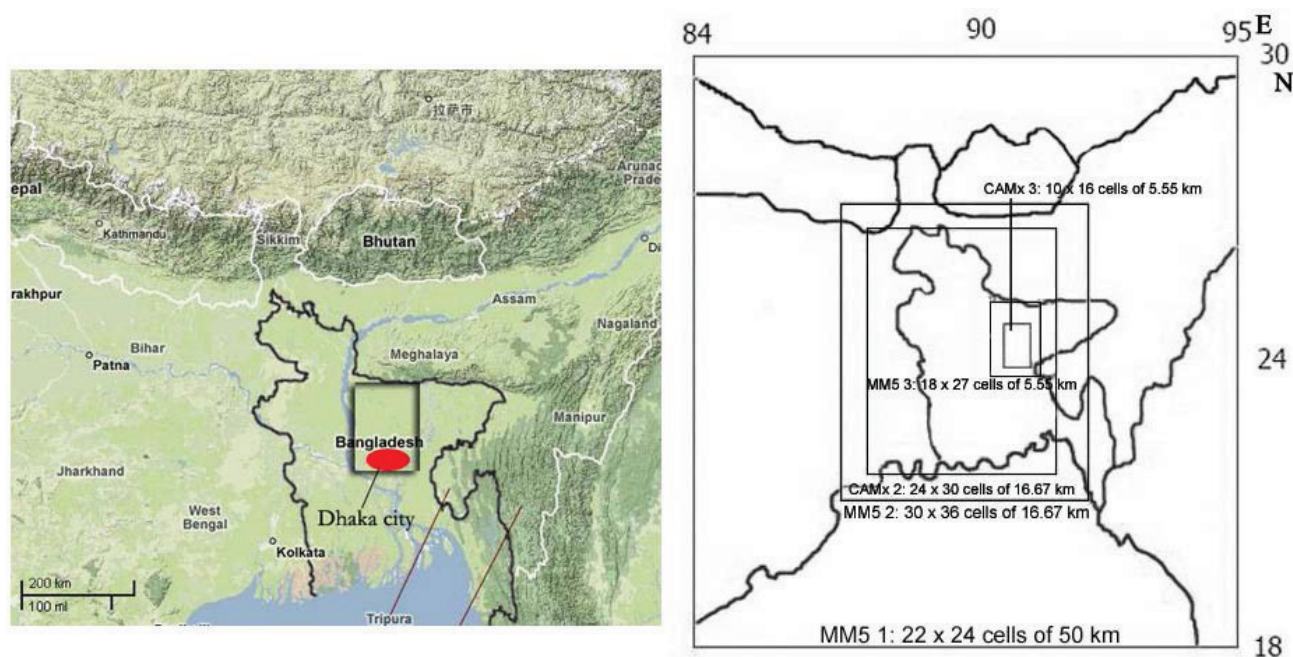 拉萨市
Arunac
Prade
epal
Kathmandu
Sikkim
Bhutan
Di
rakhpur
Assam
Nagaland
Bihar
Patna
Meghalaya
Manipur
Bangladesh
Jharkhand
Dhaka city
West
Bengal
Kolkata
200 km
100 ml
Tripura
84
90
95 E
30
N
CAMx 3: 10 x 16 cells of 5.55 km
24
MM5 3: 18 x 27 cells of 5.55 km
CAMx 2: 24 x 30 cells of 16.67 km
MM5 2: 30 x 36 cells of 16.67 km
MM5 1: 22 x 24 cells of 50 km
18